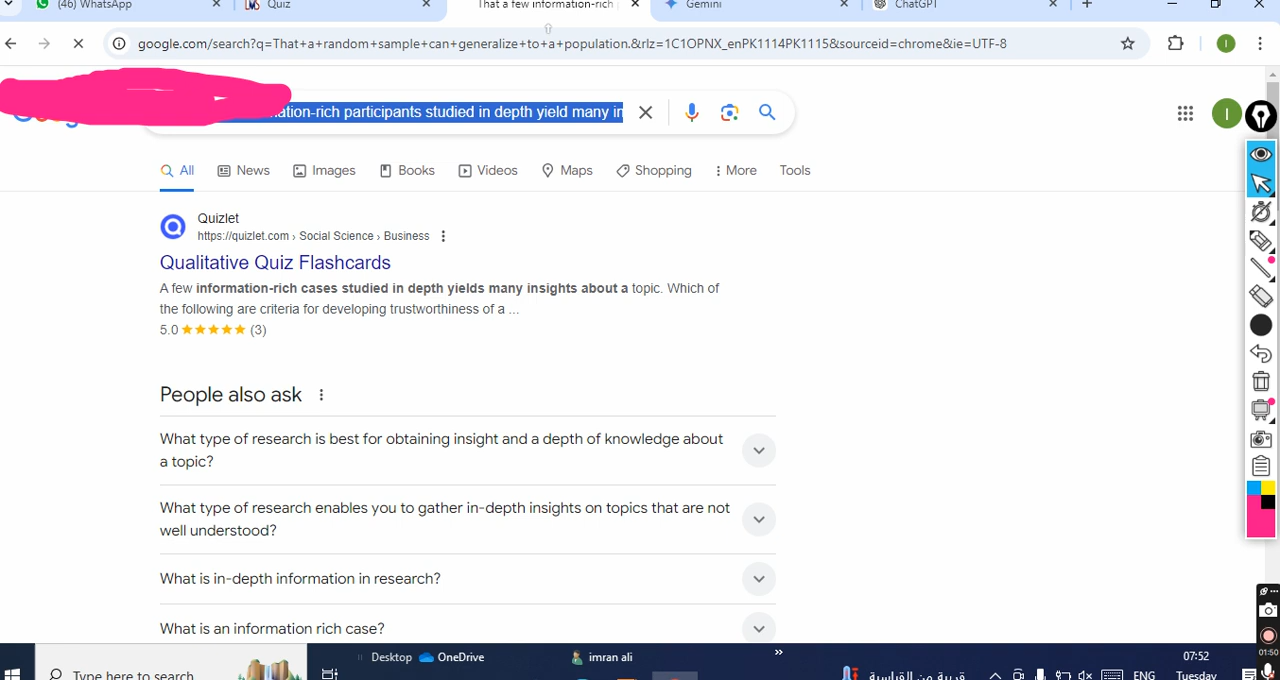 (46) WhatsApp
Quiz
That a few information-rich
Gemini
ChatGPT
google.com/search?q=That+a+random+sample+can+generalize+to+a+population.&rlz=1C1OPNX_enPK1114PK1115&sourceid=chrome&ie=UTF-8
I
ation-rich participants studied in depth yield many in
I
All
News
Images
Books
Videos
Maps
Shopping
More
Tools
Quizlet
https://quizlet.com › Social Science › Business
Qualitative Quiz Flashcards
A few information-rich cases studied in depth yields many insights about a topic. Which of
the following are criteria for developing trustworthiness of a ...
5.0 (3)
People also ask
What type of research is best for obtaining insight and a depth of knowledge about
a topic?
What type of research enables you to gather in-depth insights on topics that are not
well understood?
What is in-depth information in research?
What is an information rich case?
01:50
Desktop
OneDrive
imran ali
»
07:52
Type here to search
قريبة من القياسية
ENG
Tuesday